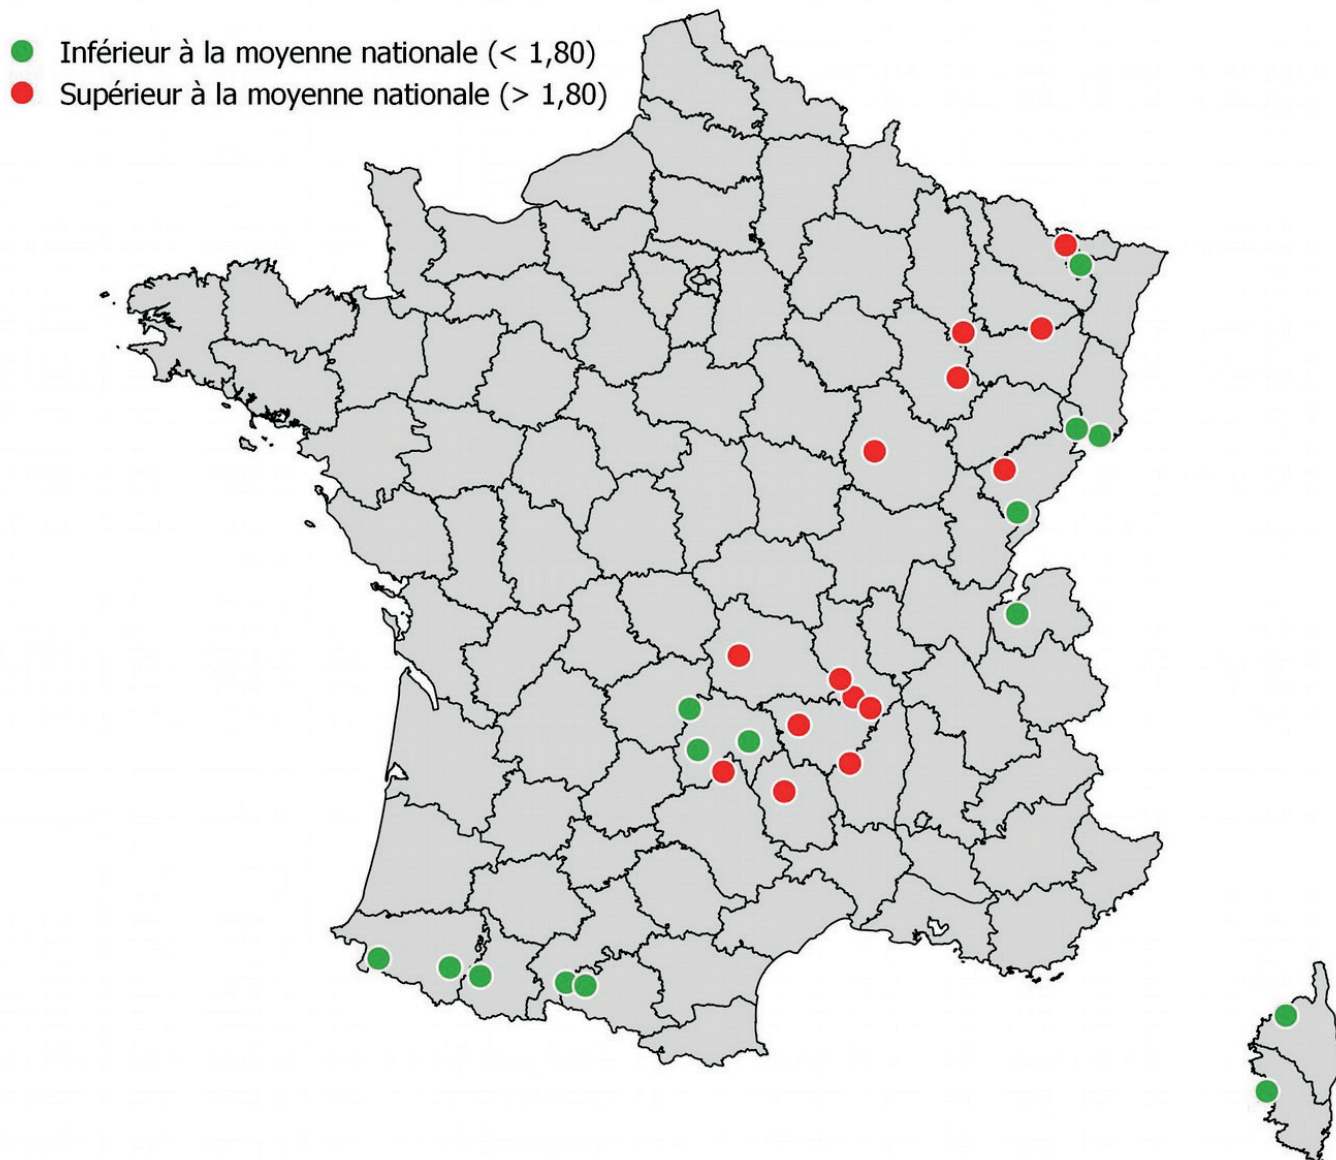 Inférieur à la moyenne nationale (< 1,80)
Supérieur à la moyenne nationale (> 1,80)